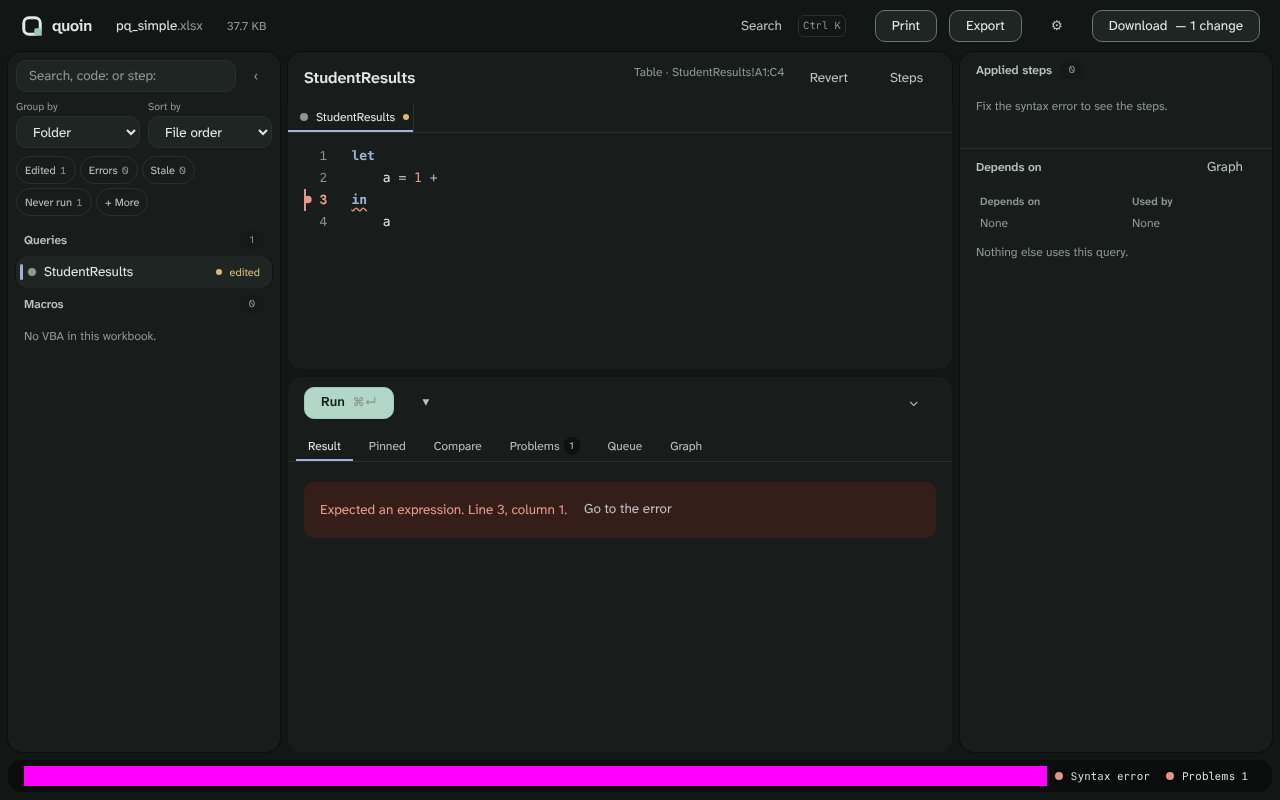 quoin pq_simple.xlsx 37.7 KB Search Ctrl K Print Export Download — 1 change
Search, code: or step:
Group by Sort by
Folder File order
Edited 1 Errors 0 Stale 0
Never run 1 + More
Queries 1
StudentResults edited
Macros 0
No VBA in this workbook.
StudentResults Table · StudentResults!A1:C4 Revert Steps
StudentResults
1 let
2 a = 1 +
3 in
4 a
Run ⌘↵
Result Pinned Compare Problems 1 Queue Graph
Expected an expression. Line 3, column 1. Go to the error
Applied steps 0
Fix the syntax error to see the steps.
Depends on Graph
Depends on Used by
None None
Nothing else uses this query.
Syntax error Problems 1